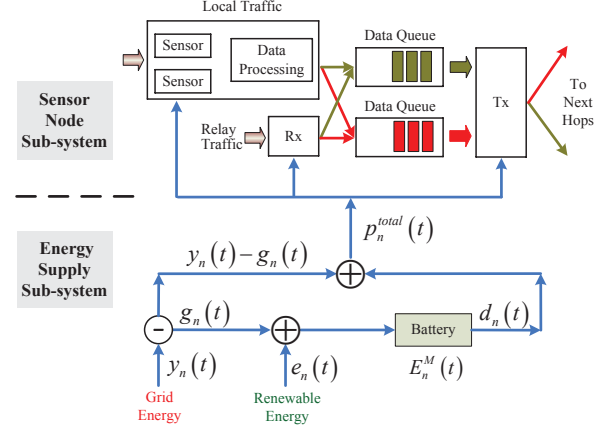 Local Traffic
Sensor
Sensor
Data
Processing
Data Queue
Data Queue
Relay
Traffic
Rx
Tx
To
Next
Hops
Sensor
Node
Sub-system
Energy
Supply
Sub-system
p_n^{total}(t)
y_n(t) − g_n(t)
+
−
g_n(t)
+
Battery
d_n(t)
y_n(t)
e_n(t)
E_n^M(t)
Grid
Energy
Renewable
Energy